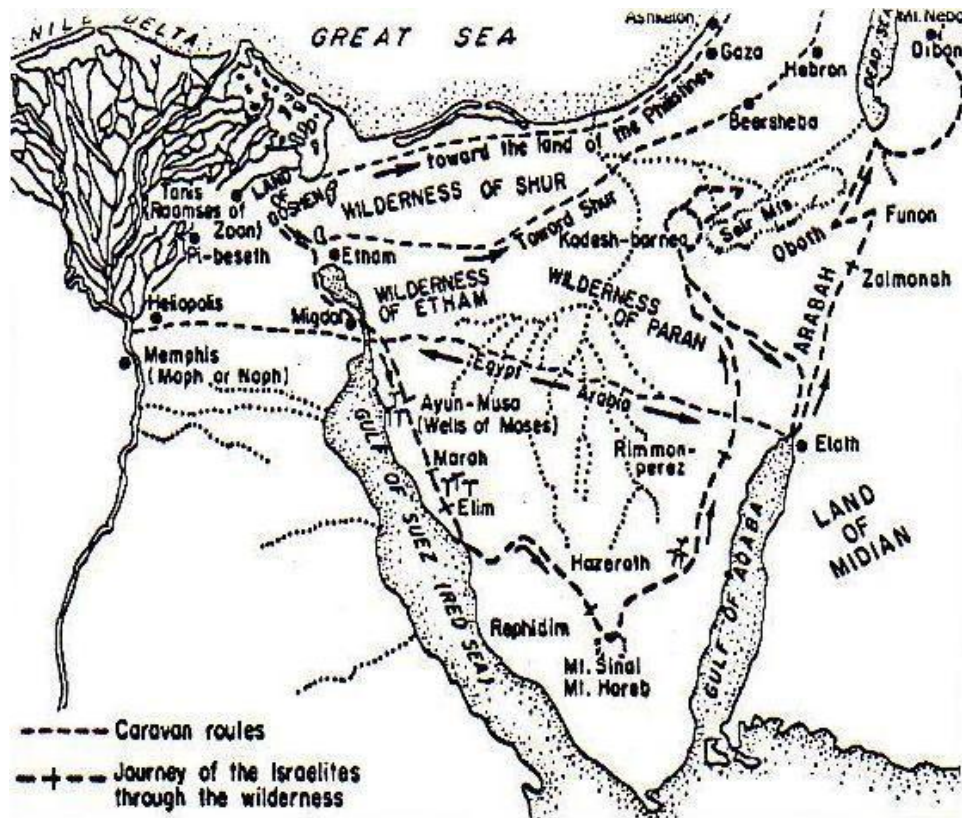 NILE DELTA
GREAT SEA
Ashkelon
Gaza
Hebron
DEAD SE
Mt. Nebo
Dibon
Beersheba
toward the land of the Philistines
Tanis
(Raamses of
Zoan)
LAND
OF
GOSHEN
WILDERNESS OF SHUR
Toward Shur
Kadesh-barnea
Seir Mts.
Oboth
Funon
Pi-beseth
Etham
WILDERNESS
OF ETHAM
WILDERNESS
OF PARAN
ARABAH
Zalmonah
Heliopolis
Migdol
Memphis
(Moph or Noph)
Egypt
Arabia
Ayun-Musa
(Wells of Moses)
Rimmon-
perez
Elath
Marah
Elim
GULF OF SUEZ (RED SEA)
Hazeroth
LAND
OF
MIDIAN
GULF OF AQABA
Rephidim
Mt. Sinai
Mt. Horeb
Caravan routes
Journey of the Israelites
through the wilderness